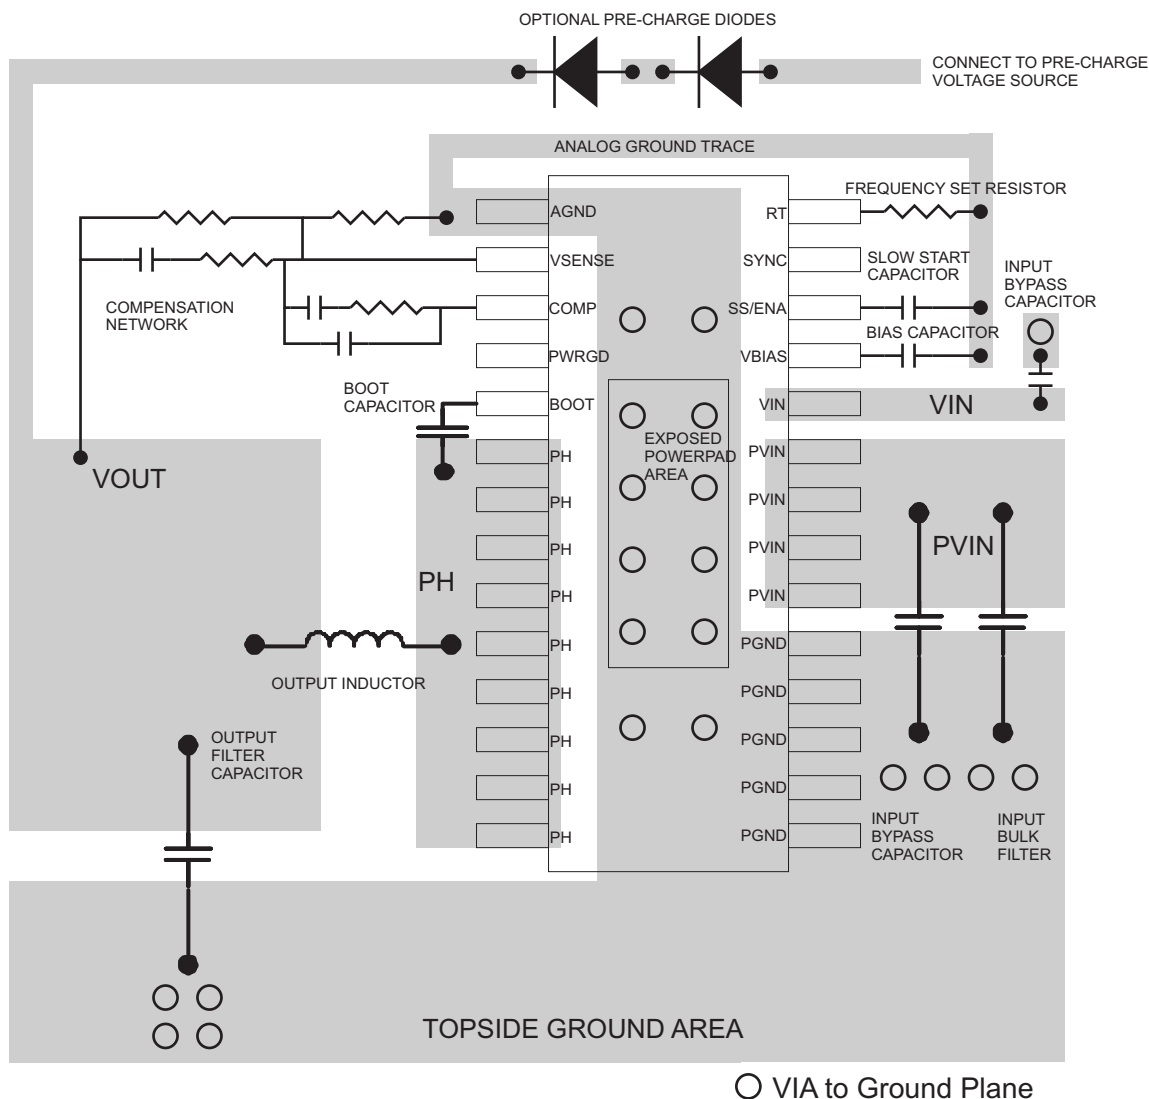 OPTIONAL PRE-CHARGE DIODES
CONNECT TO PRE-CHARGE
VOLTAGE SOURCE
ANALOG GROUND TRACE
FREQUENCY SET RESISTOR
AGND
RT
VSENSE
SYNC
SLOW START
CAPACITOR
INPUT
BYPASS
CAPACITOR
COMPENSATION
NETWORK
COMP
SS/ENA
BIAS CAPACITOR
PWRGD
VBIAS
BOOT
CAPACITOR
BOOT
VIN
VIN
EXPOSED
POWERPAD
AREA
PH
PVIN
VOUT
PH
PVIN
PH
PVIN
PVIN
PH
PH
PVIN
PH
PGND
OUTPUT INDUCTOR
PH
PGND
OUTPUT
FILTER
CAPACITOR
PH
PGND
PH
PGND
PH
PGND
INPUT
BYPASS
CAPACITOR
INPUT
BULK
FILTER
TOPSIDE GROUND AREA
VIA to Ground Plane